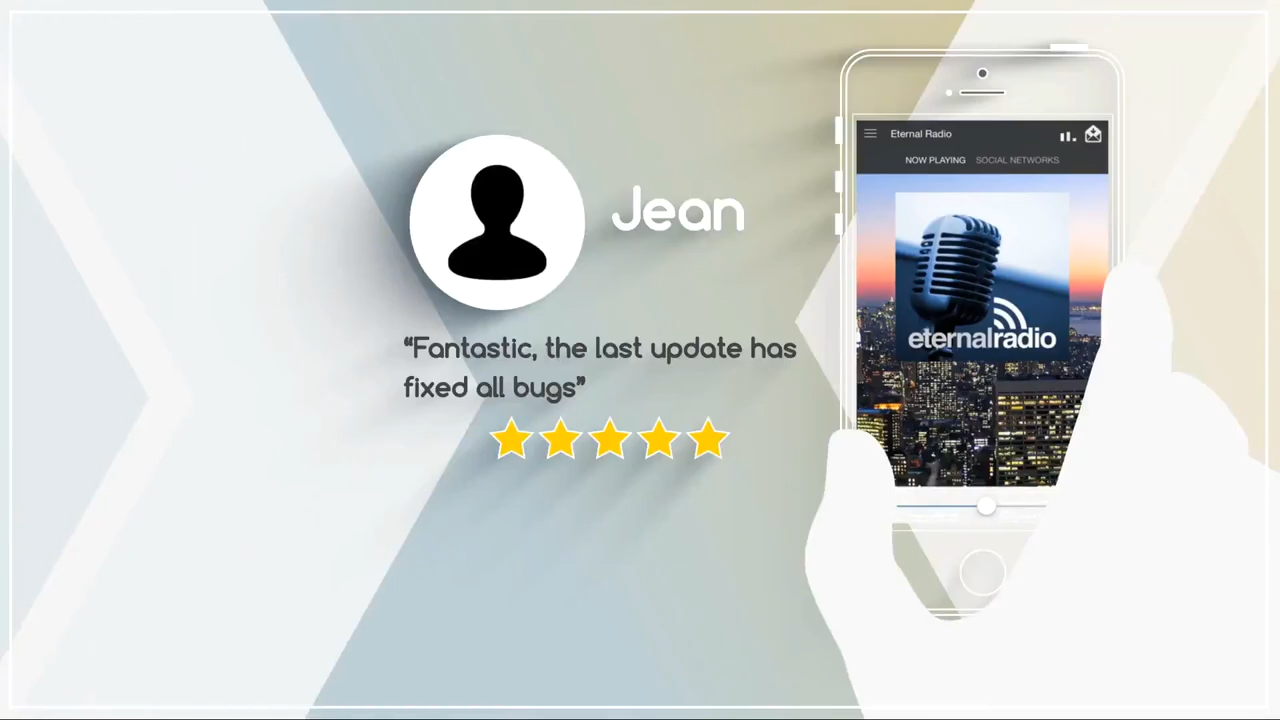 Jean
“Fantastic, the last update has
fixed all bugs”
Eternal Radio
NOW PLAYING SOCIAL NETWORKS
eternalradio